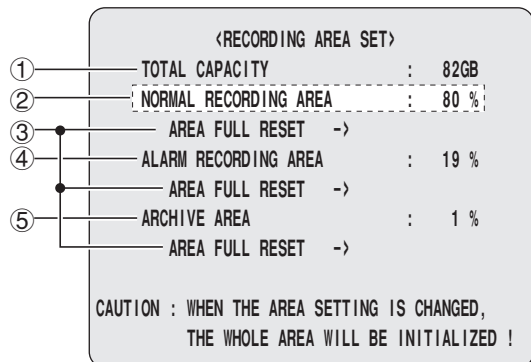 <RECORDING AREA SET>
① TOTAL CAPACITY : 82GB
② NORMAL RECORDING AREA : 80 %
③ AREA FULL RESET ->
④ ALARM RECORDING AREA : 19 %
AREA FULL RESET ->
⑤ ARCHIVE AREA : 1 %
AREA FULL RESET ->
CAUTION : WHEN THE AREA SETTING IS CHANGED,
THE WHOLE AREA WILL BE INITIALIZED !